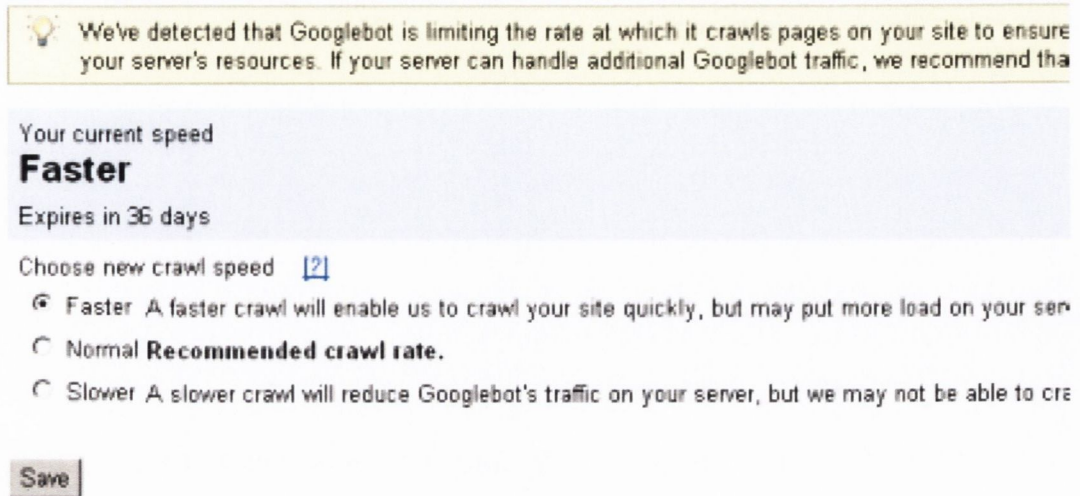 We've detected that Googlebot is limiting the rate at which it crawls pages on your site to ensure
your server's resources. If your server can handle additional Googlebot traffic, we recommend tha
Your current speed
Faster
Expires in 36 days
Choose new crawl speed [?]
Faster A faster crawl will enable us to crawl your site quickly, but may put more load on your ser
Normal Recommended crawl rate.
Slower A slower crawl will reduce Googlebot's traffic on your server, but we may not be able to cra
Save